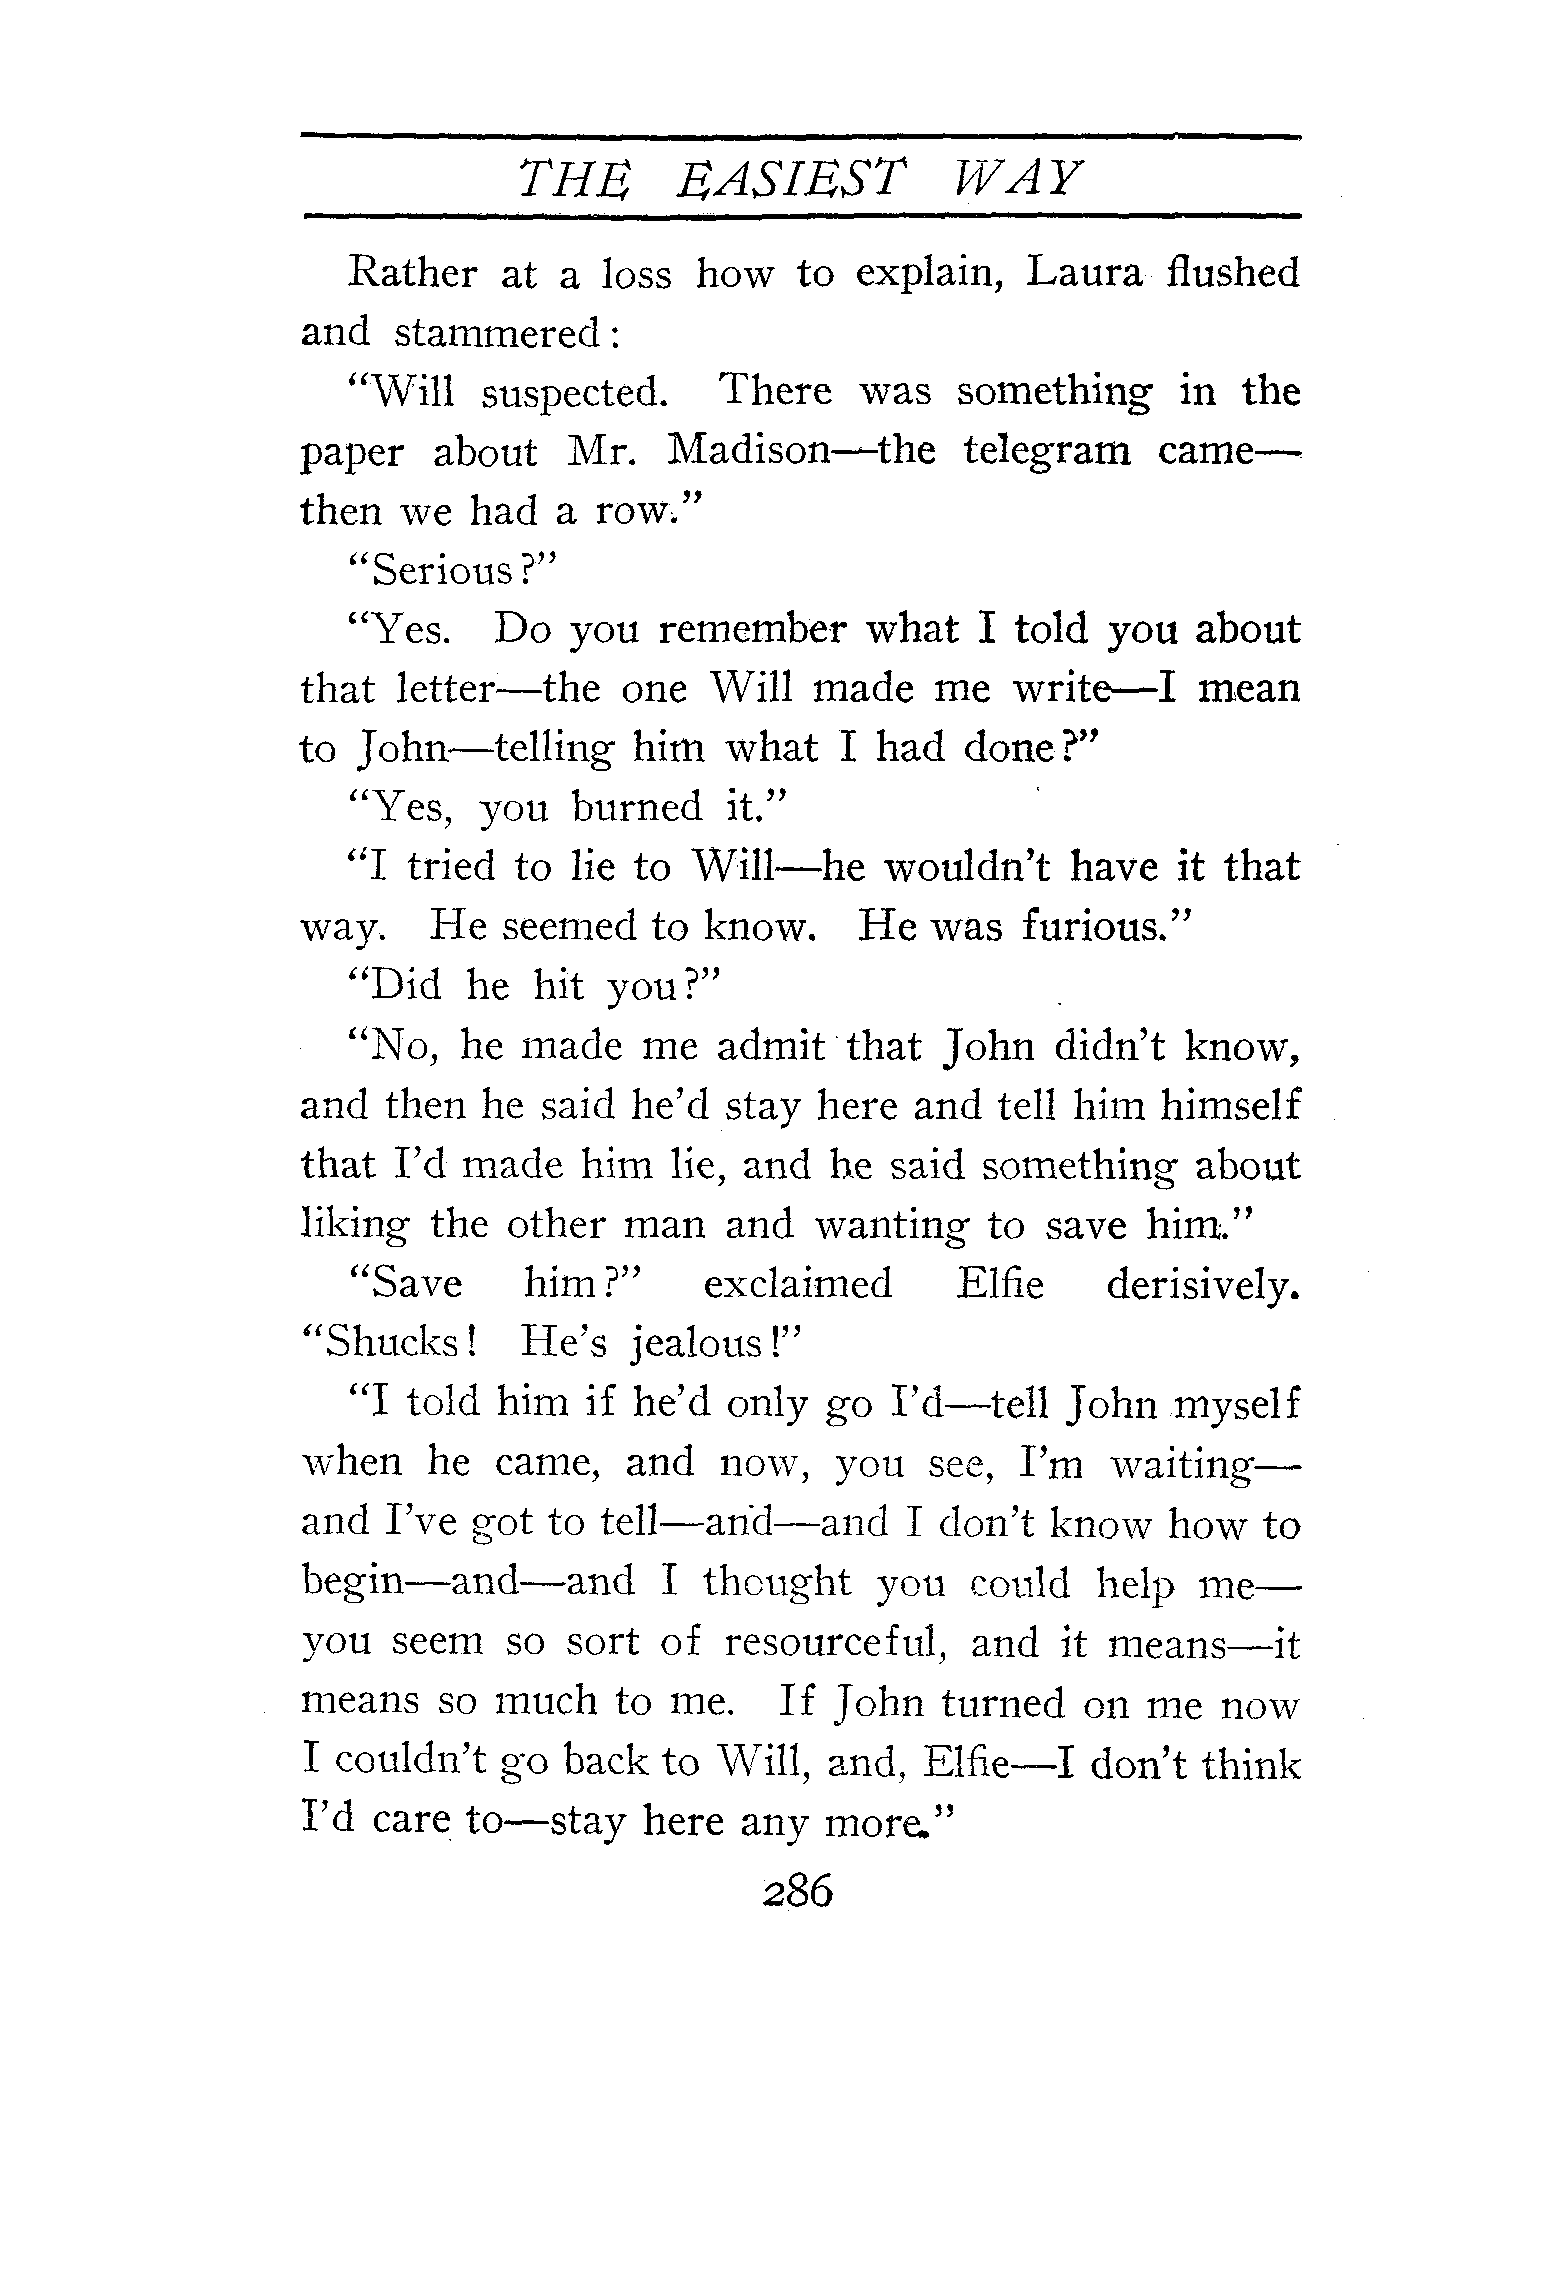 THE EASIEST WAY
Rather at a loss how to explain, Laura flushed
and stammered:
"Will suspected. There was something in the
paper about Mr. Madison—the telegram came—
then we had a row."
"Serious?"
"Yes. Do you remember what I told you about
that letter—the one Will made me write—I mean
to John—telling him what I had done?"
"Yes, you burned it."
"I tried to lie to Will—he wouldn't have it that
way. He seemed to know. He was furious."
"Did he hit you?"
"No, he made me admit that John didn't know,
and then he said he'd stay here and tell him himself
that I'd made him lie, and he said something about
liking the other man and wanting to save him."
"Save him?" exclaimed Elfie derisively.
"Shucks! He's jealous!"
"I told him if he'd only go I'd—tell John myself
when he came, and now, you see, I'm waiting—
and I've got to tell—and—and I don't know how to
begin—and—and I thought you could help me—
you seem so sort of resourceful, and it means—it
means so much to me. If John turned on me now
I couldn't go back to Will, and, Elfie—I don't think
I'd care to—stay here any more."
286